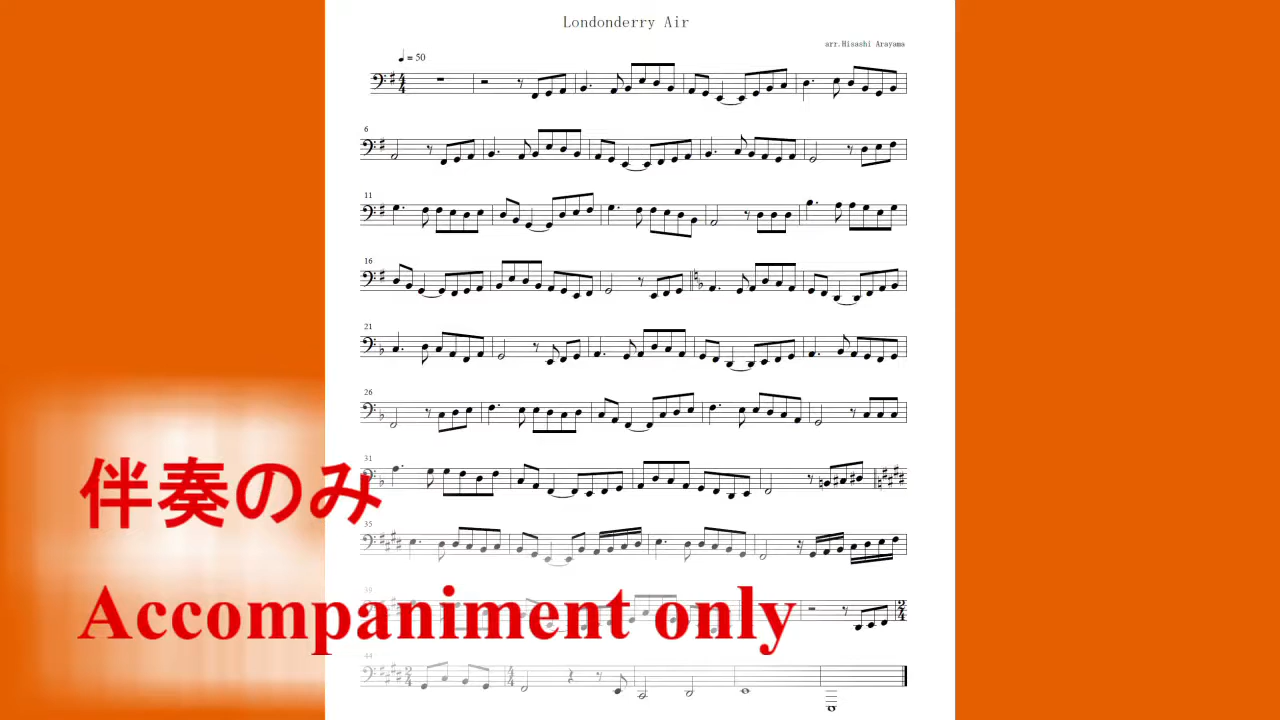 Londonderry Air
arr.Hisashi Arayama
= 50
6
11
16
21
26
31
伴奏のみ
35
Accompaniment only
44